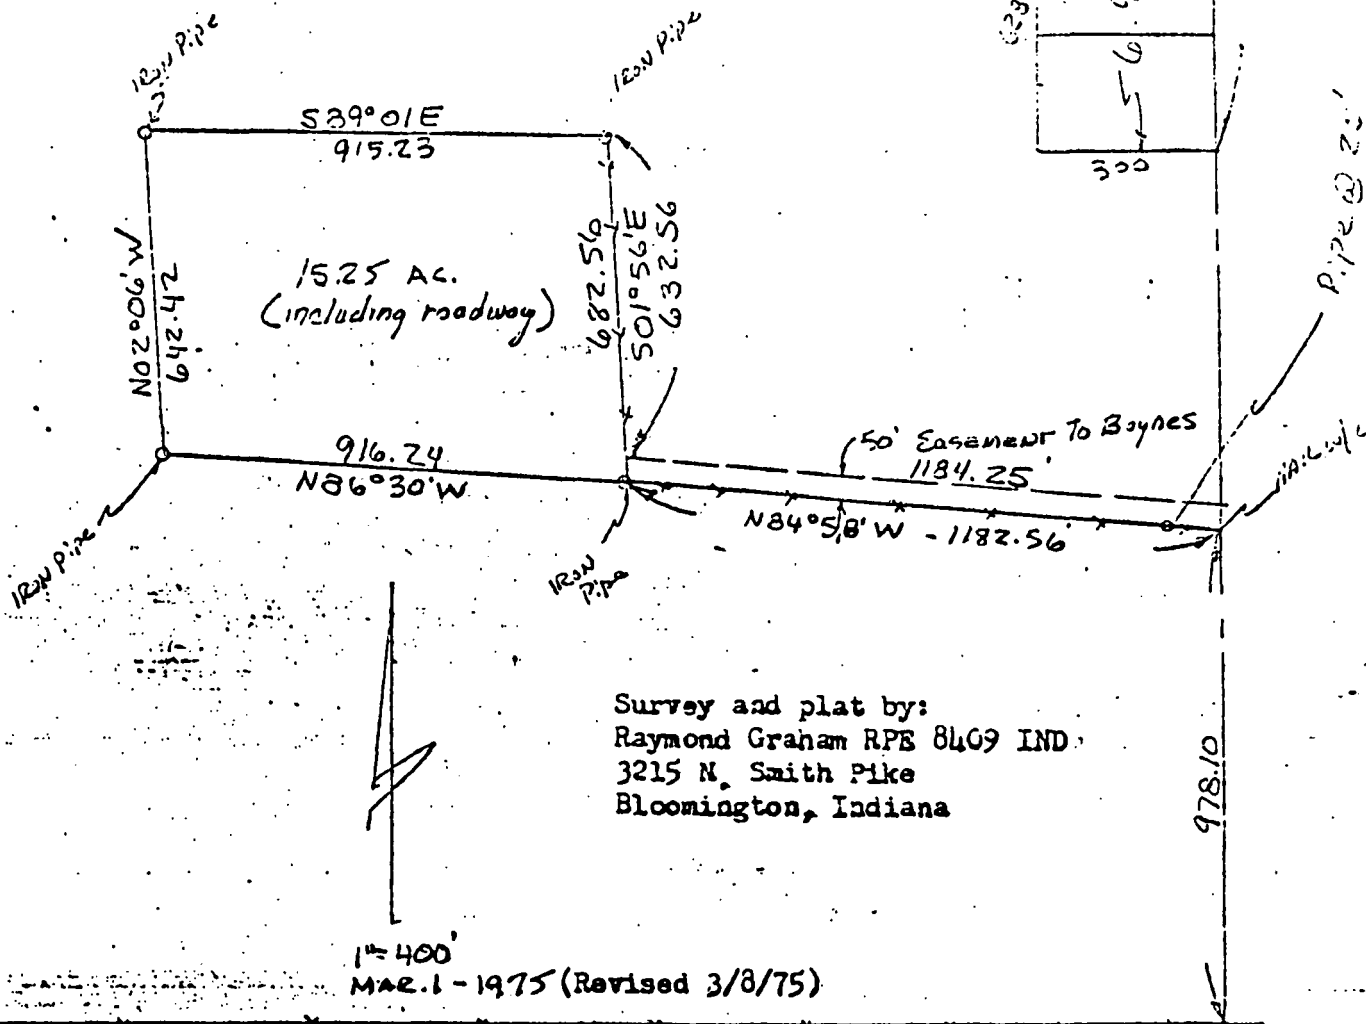 IRON Pipe
IRON Pipe
S39°01E
915.23
300
Pipe @
N02°06'W
642.42
15.25 Ac.
(including roadway)
682.56
S01°56'E
632.56
916.24
N86°30'W
50' Easement To Baynes
1184.25'
N84°58'W - 1182.56'
IRON Pipe
IRON
Pipe
Survey and plat by:
Raymond Graham RPE 8409 IND
3215 N. Smith Pike
Bloomington, Indiana
978.10
1"=400'
MAR.1-1975 (Revised 3/8/75)